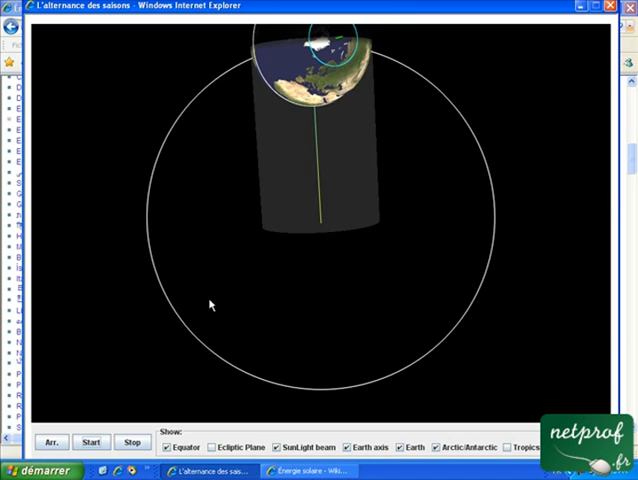 L'alternance des saisons - Windows Internet Explorer
Show:
Arr. Start Stop
Equator Ecliptic Plane SunLight beam Earth axis Earth Arctic/Antarctic Tropics
démarrer L'alternance des sais... Énergie solaire - Wiki...
netprof
.fr